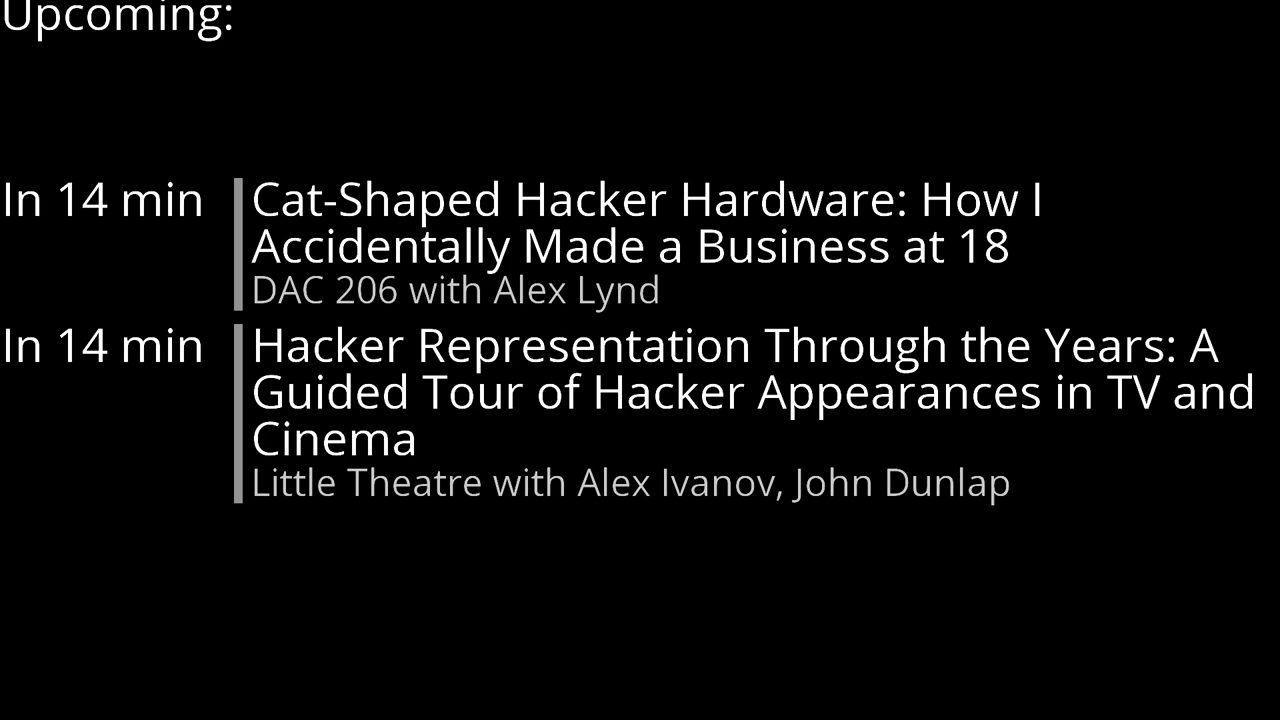 Upcoming:
In 14 min
Cat-Shaped Hacker Hardware: How I
Accidentally Made a Business at 18
DAC 206 with Alex Lynd
In 14 min
Hacker Representation Through the Years: A
Guided Tour of Hacker Appearances in TV and
Cinema
Little Theatre with Alex Ivanov, John Dunlap